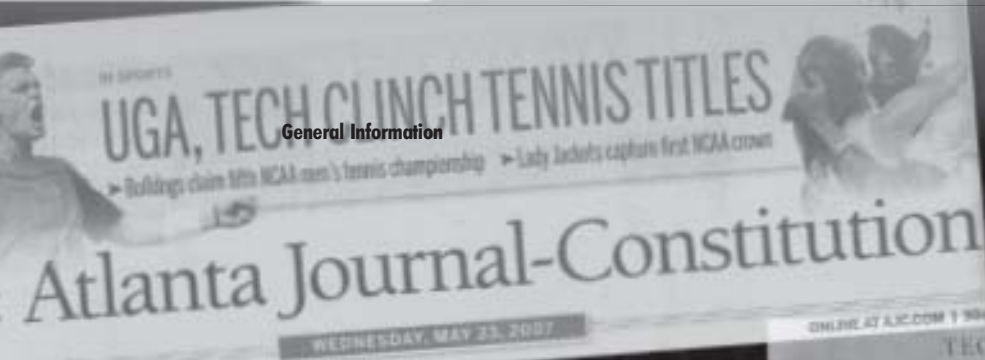 IN SPORTS
UGA, TECH CLINCH TENNIS TITLES
General Information
➤Bulldogs claim fifth NCAA men's tennis championship ➤Lady Jackets capture first NCAA crown
Atlanta Journal-Constitution
WEDNESDAY, MAY 23, 2007
ONLINE AT AJC.COM
TEC